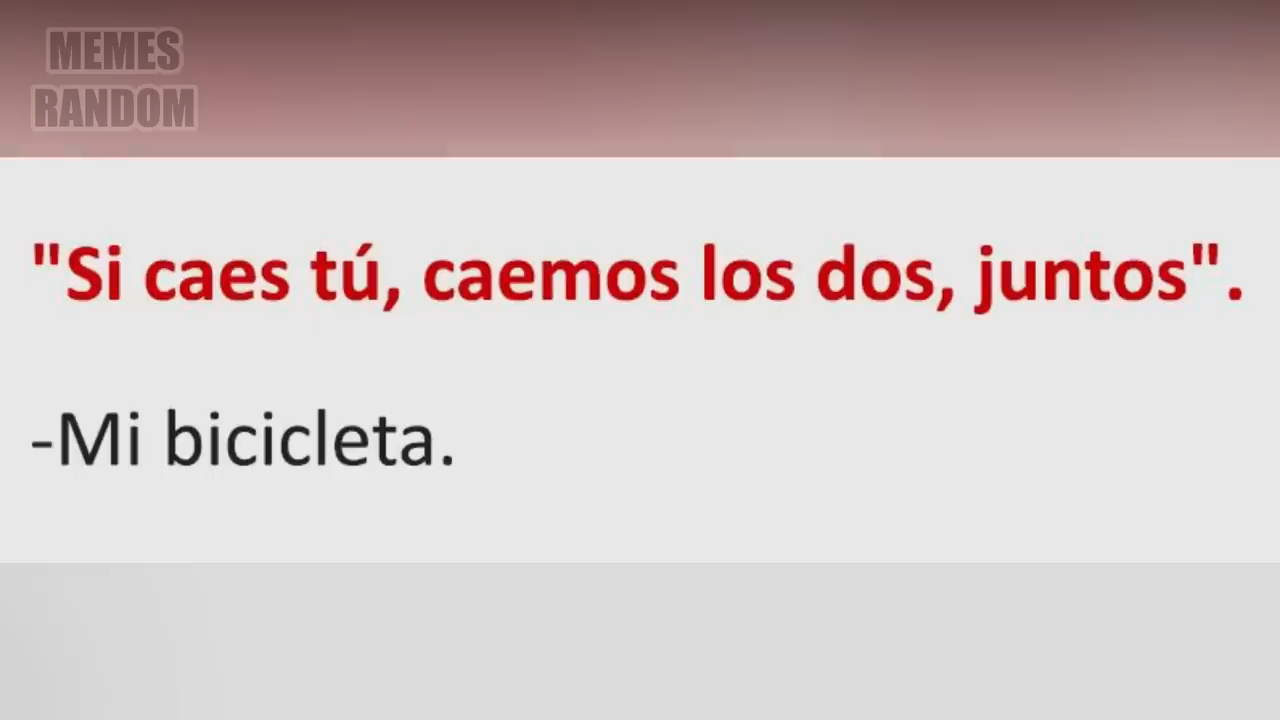 MEMES
RANDOM
"Si caes tú, caemos los dos, juntos".
-Mi bicicleta.